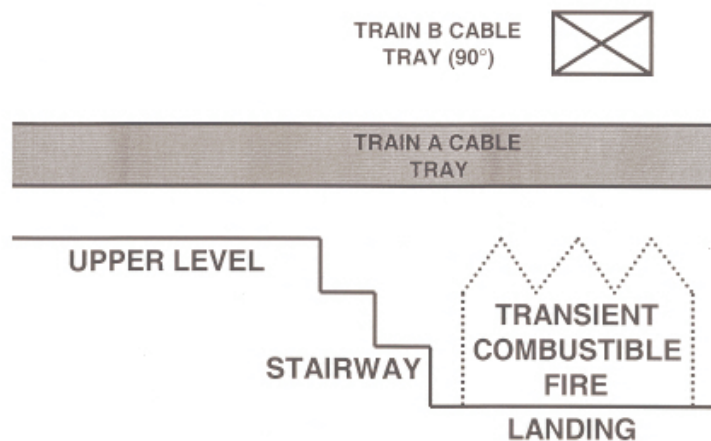 TRAIN B CABLE
TRAY (90°)
TRAIN A CABLE
TRAY
UPPER LEVEL
TRANSIENT
COMBUSTIBLE
FIRE
STAIRWAY
LANDING